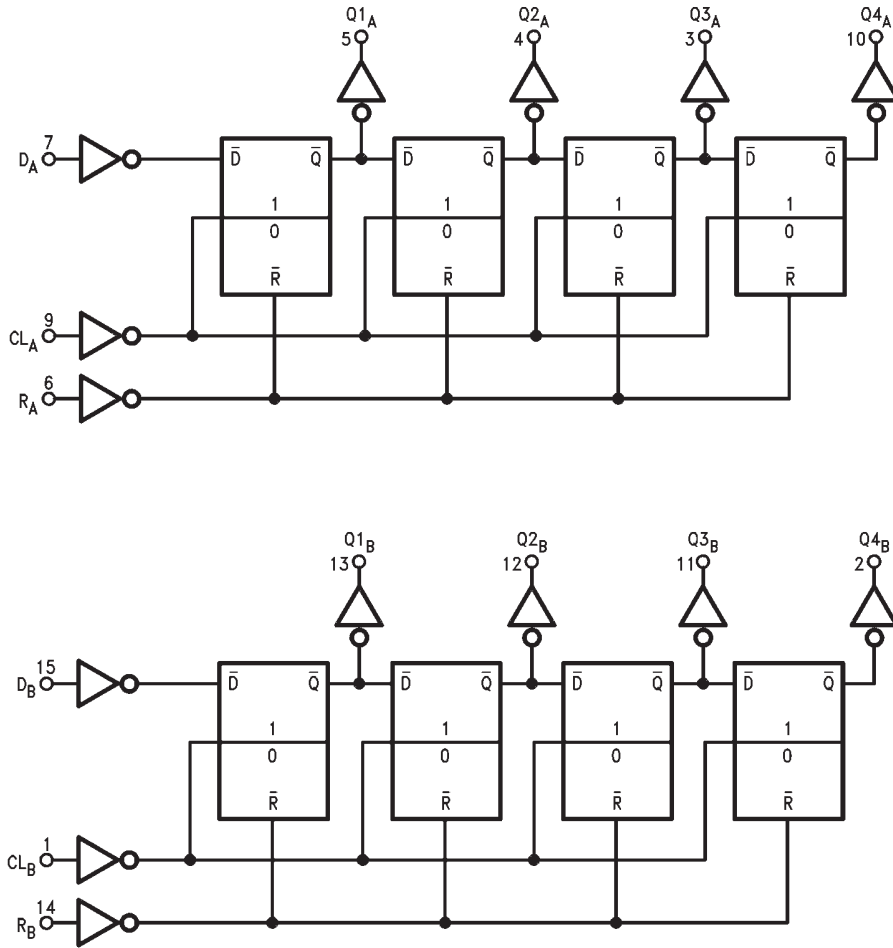 Q1A Q2A Q3A Q4A
5 4 3 10
7
DA
D̄ Q̄ D̄ Q̄ D̄ Q̄ D̄ Q̄
1 1 1 1
0 0 0 0
R̄ R̄ R̄ R̄
9
CLA
6
RA
Q1B Q2B Q3B Q4B
13 12 11 2
15
DB
D̄ Q̄ D̄ Q̄ D̄ Q̄ D̄ Q̄
1 1 1 1
0 0 0 0
R̄ R̄ R̄ R̄
1
CLB
14
RB